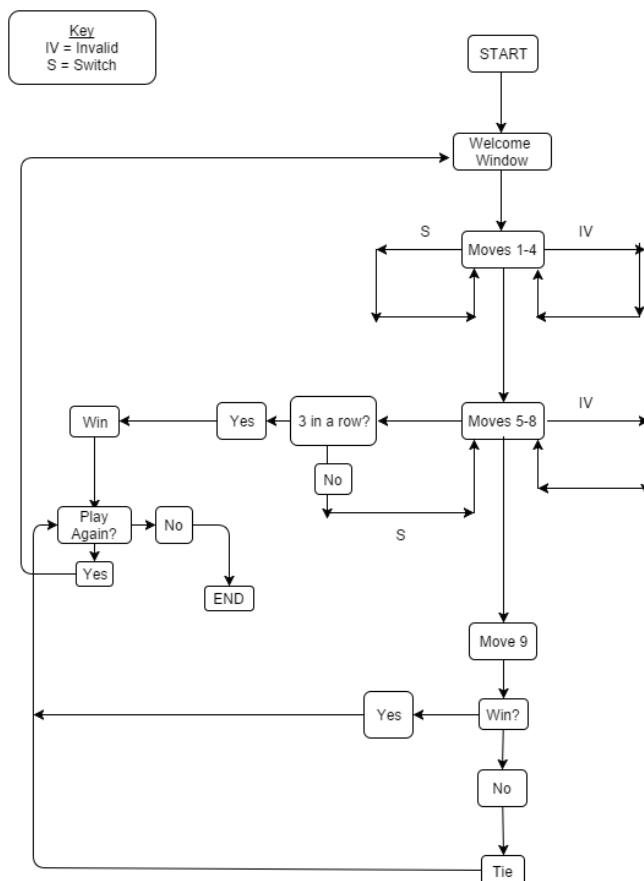 Key
IV = Invalid
S = Switch
START
Welcome
Window
S
Moves 1-4
IV
Win
Yes
3 in a row?
Moves 5-8
IV
No
S
Play
Again?
No
Yes
END
Move 9
Yes
Win?
No
Tie